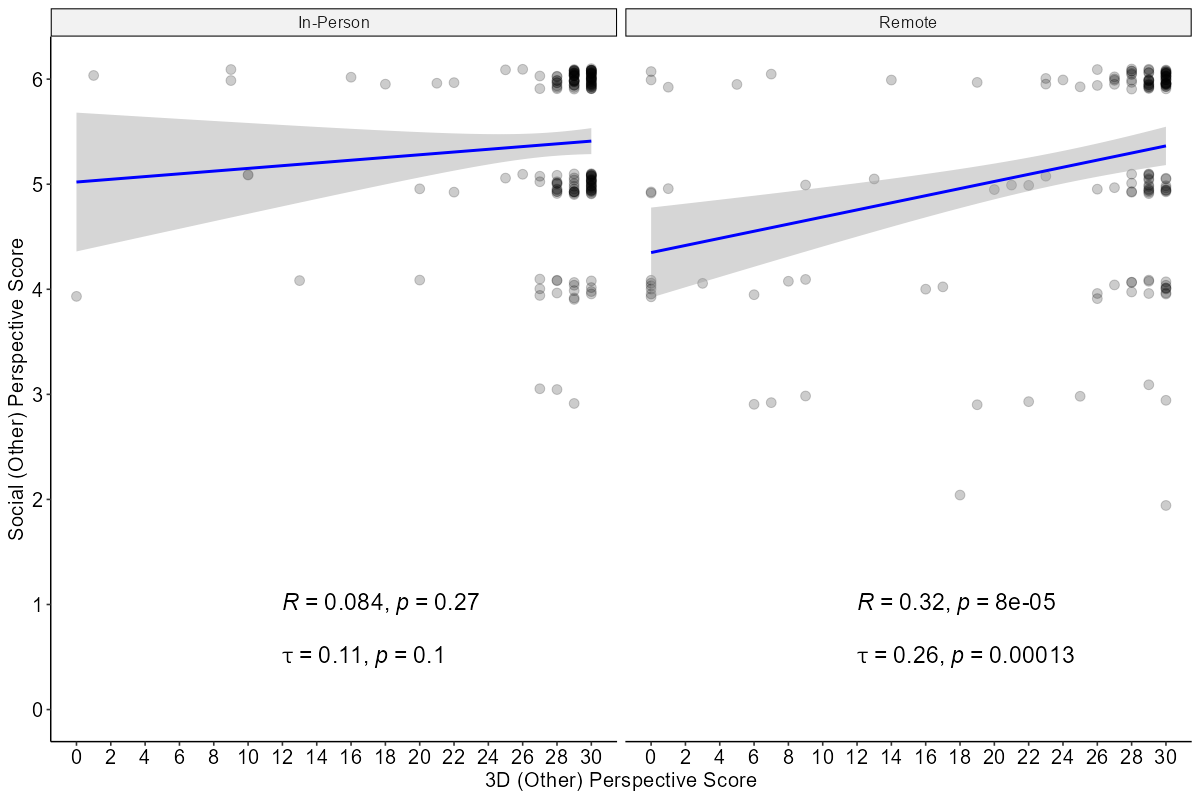 In-Person
Remote
Social (Other) Perspective Score
6
5
4
3
2
1
0
R = 0.084, p = 0.27
τ = 0.11, p = 0.1
R = 0.32, p = 8e-05
τ = 0.26, p = 0.00013
0 2 4 6 8 10 12 14 16 18 20 22 24 26 28 30
0 2 4 6 8 10 12 14 16 18 20 22 24 26 28 30
3D (Other) Perspective Score